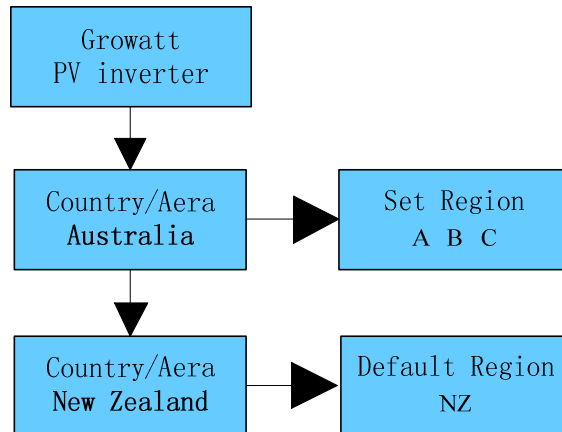 Growatt
PV inverter
Country/Aera
Australia
Set Region
A B C
Country/Aera
New Zealand
Default Region
NZ